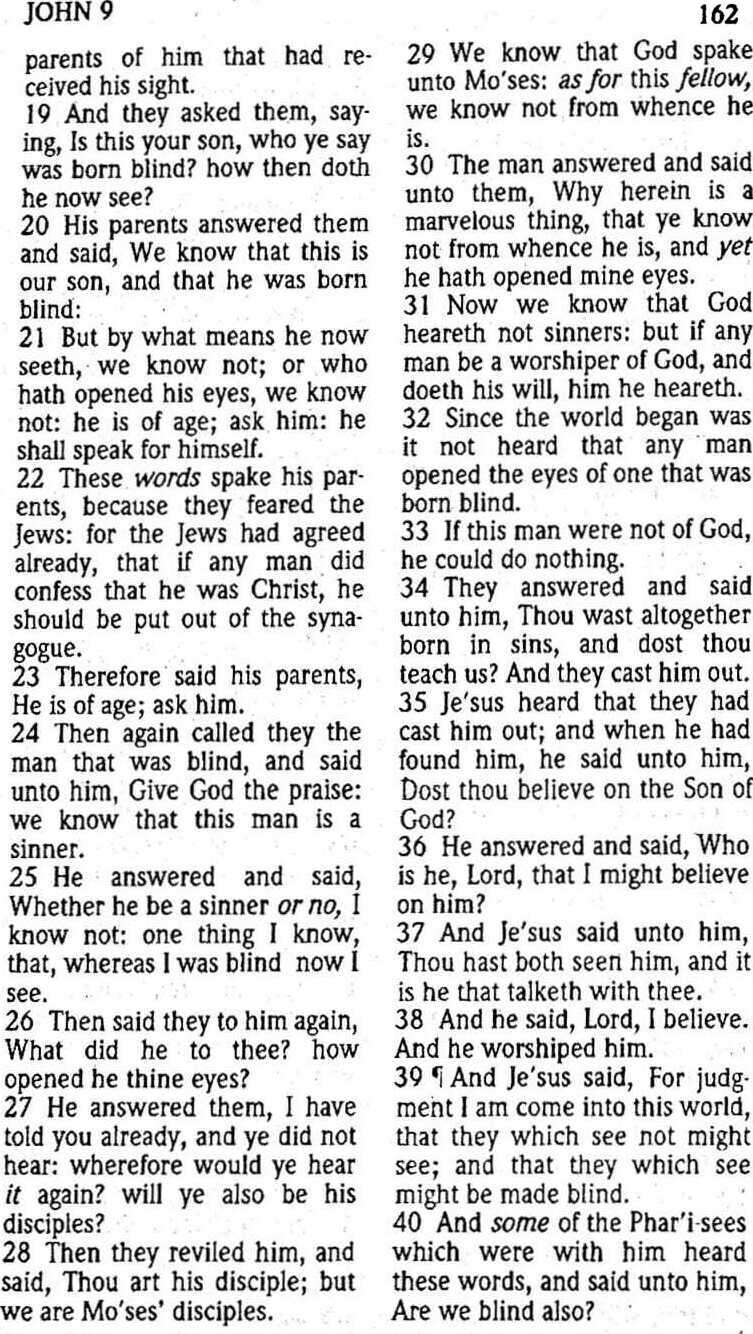 JOHN 9
162
parents of him that had re-
ceived his sight.
19 And they asked them, say-
ing, Is this your son, who ye say
was born blind? how then doth
he now see?
20 His parents answered them
and said, We know that this is
our son, and that he was born
blind:
21 But by what means he now
seeth, we know not; or who
hath opened his eyes, we know
not: he is of age; ask him: he
shall speak for himself.
22 These words spake his par-
ents, because they feared the
Jews: for the Jews had agreed
already, that if any man did
confess that he was Christ, he
should be put out of the syna-
gogue.
23 Therefore said his parents,
He is of age; ask him.
24 Then again called they the
man that was blind, and said
unto him, Give God the praise:
we know that this man is a
sinner.
25 He answered and said,
Whether he be a sinner or no, I
know not: one thing I know,
that, whereas I was blind now I
see.
26 Then said they to him again,
What did he to thee? how
opened he thine eyes?
27 He answered them, I have
told you already, and ye did not
hear: wherefore would ye hear
it again? will ye also be his
disciples?
28 Then they reviled him, and
said, Thou art his disciple; but
we are Mo'ses' disciples.
29 We know that God spake
unto Mo'ses: as for this fellow,
we know not from whence he
is.
30 The man answered and said
unto them, Why herein is a
marvelous thing, that ye know
not from whence he is, and yet
he hath opened mine eyes.
31 Now we know that God
heareth not sinners: but if any
man be a worshiper of God, and
doeth his will, him he heareth.
32 Since the world began was
it not heard that any man
opened the eyes of one that was
born blind.
33 If this man were not of God,
he could do nothing.
34 They answered and said
unto him, Thou wast altogether
born in sins, and dost thou
teach us? And they cast him out.
35 Je'sus heard that they had
cast him out; and when he had
found him, he said unto him,
Dost thou believe on the Son of
God?
36 He answered and said, Who
is he, Lord, that I might believe
on him?
37 And Je'sus said unto him,
Thou hast both seen him, and it
is he that talketh with thee.
38 And he said, Lord, I believe.
And he worshiped him.
39 ¶ And Je'sus said, For judg-
ment I am come into this world,
that they which see not might
see; and that they which see
might be made blind.
40 And some of the Phar'i-sees
which were with him heard
these words, and said unto him,
Are we blind also?